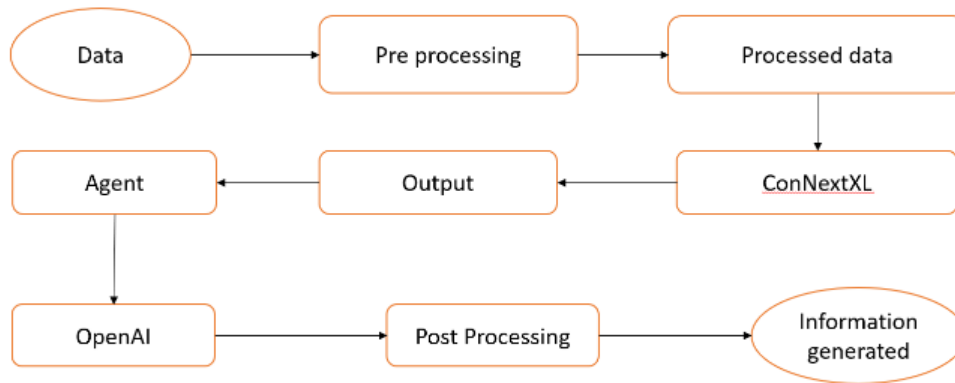 Data
Pre processing
Processed data
Agent
Output
ConNextXL
OpenAI
Post Processing
Information
generated